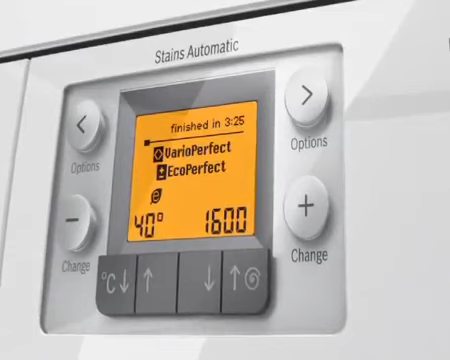 Stains Automatic
finished in 3:25
VarioPerfect
EcoPerfect
40° 1600
< Options
> Options
- Change
+ Change
°C↓ ↑ ↓ ↑